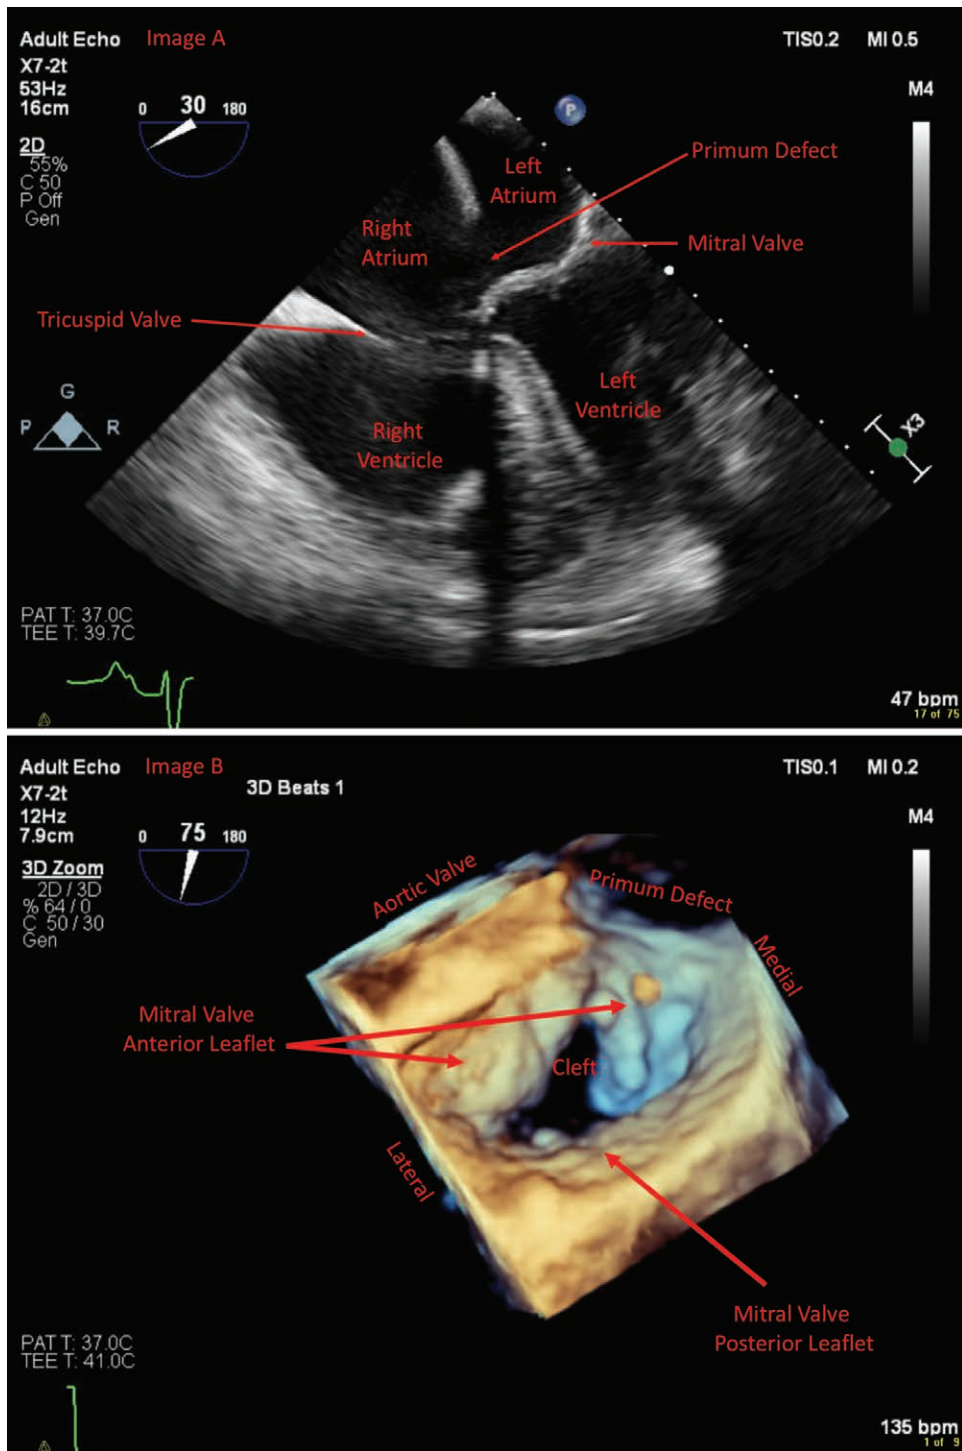 Adult Echo Image A TIS0.2 MI 0.5
X7-2t
53Hz
16cm
0 30 180
M4
2D
55%
C 50
P Off
Gen
P
Left
Atrium
Primum Defect
Right
Atrium
Mitral Valve
Tricuspid Valve
Left
Ventricle
G
P R
Right
Ventricle
X3
PAT T: 37.0C
TEE T: 39.7C
47 bpm
17 of 75
Adult Echo Image B TIS0.1 MI 0.2
X7-2t
3D Beats 1
12Hz
7.9cm
0 75 180
M4
3D Zoom
2D / 3D
% 64 / 0
C 50 / 30
Gen
Aortic Valve
Primum Defect
Medial
Mitral Valve
Anterior Leaflet
Cleft
Lateral
Mitral Valve
Posterior Leaflet
PAT T: 37.0C
TEE T: 41.0C
135 bpm
1 of 9